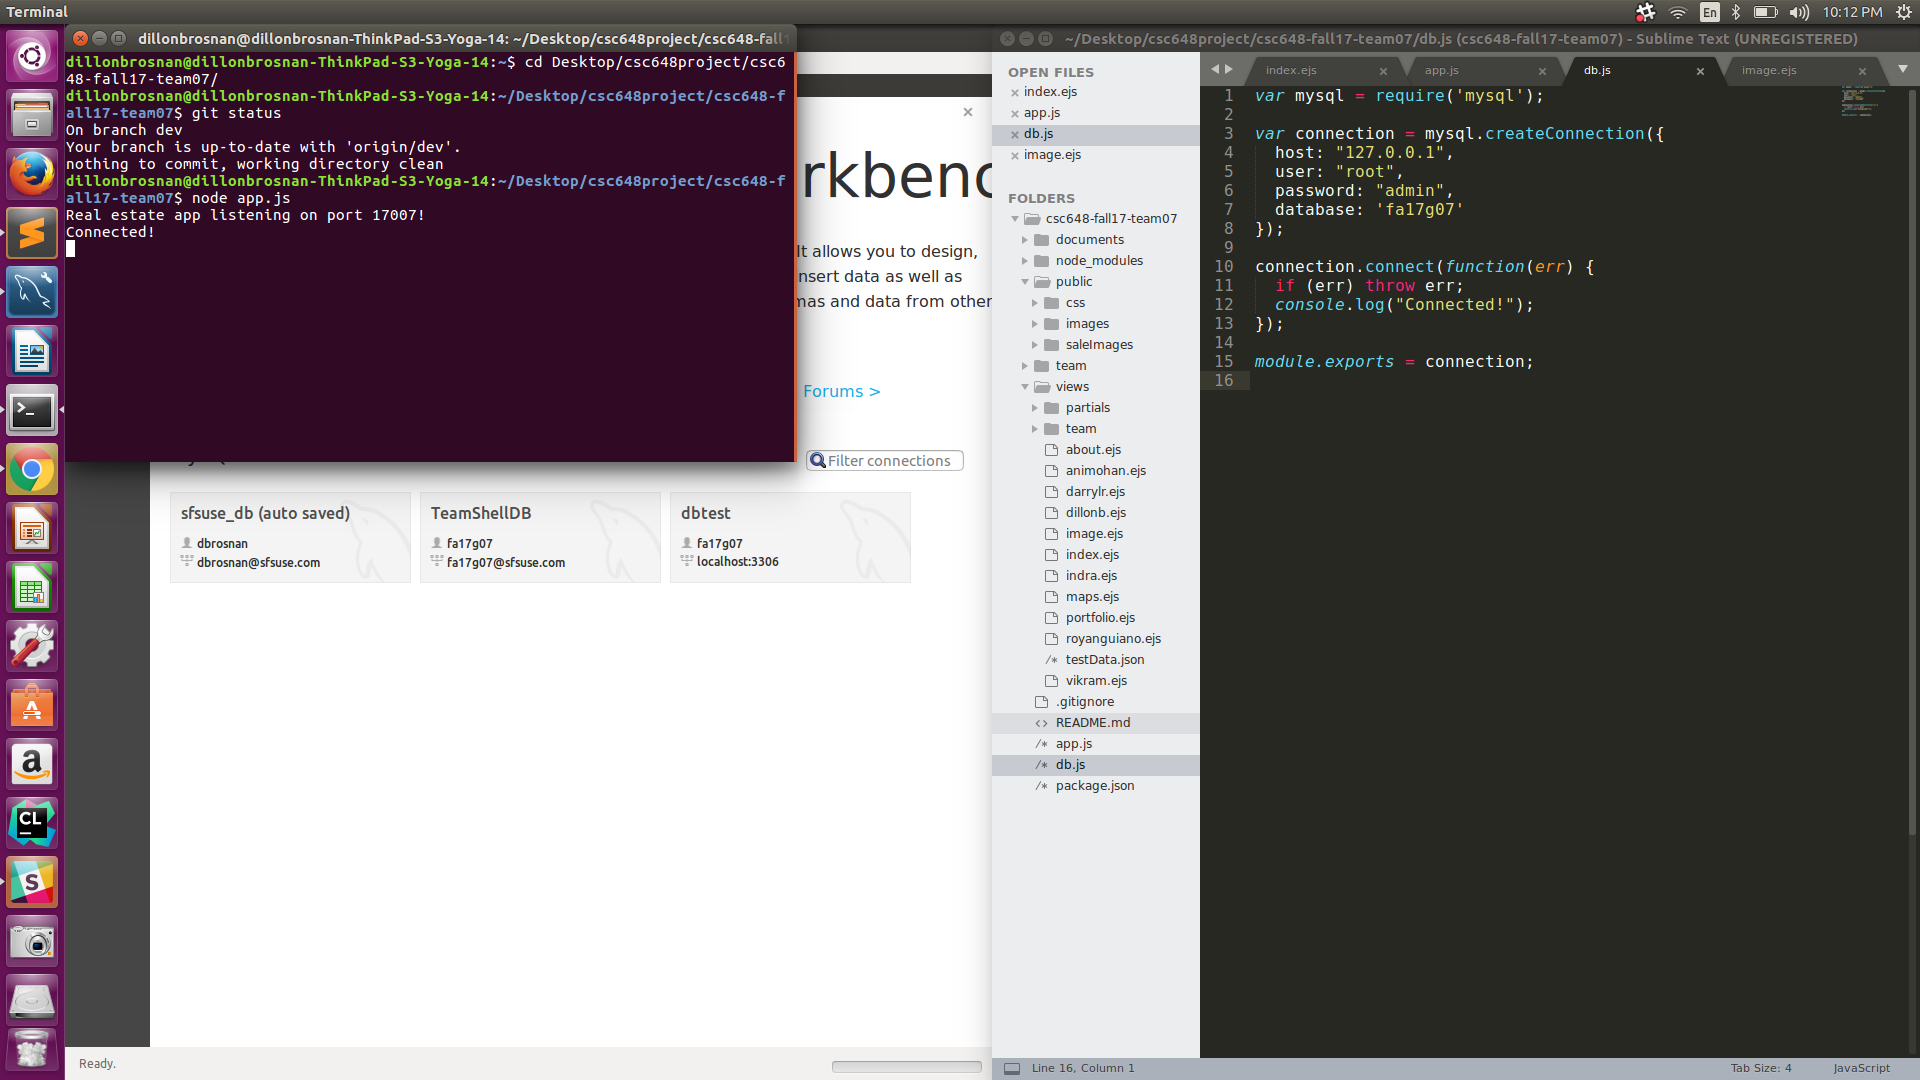 Terminal
En
10:12 PM
dillonbrosnan@dillonbrosnan-ThinkPad-S3-Yoga-14: ~/Desktop/csc648project/csc648-fall1
dillonbrosnan@dillonbrosnan-ThinkPad-S3-Yoga-14:~$ cd Desktop/csc648project/csc6
48-fall17-team07/
dillonbrosnan@dillonbrosnan-ThinkPad-S3-Yoga-14:~/Desktop/csc648project/csc648-f
all17-team07$ git status
On branch dev
Your branch is up-to-date with 'origin/dev'.
nothing to commit, working directory clean
dillonbrosnan@dillonbrosnan-ThinkPad-S3-Yoga-14:~/Desktop/csc648project/csc648-f
all17-team07$ node app.js
Real estate app listening on port 17007!
Connected!
rkbenc
It allows you to design,
nsert data as well as
mas and data from other
Forums >
Filter connections
sfsuse_db (auto saved)
dbrosnan
dbrosnan@sfsuse.com
TeamShellDB
fa17g07
fa17g07@sfsuse.com
dbtest
fa17g07
localhost:3306
Ready.
~/Desktop/csc648project/csc648-fall17-team07/db.js (csc648-fall17-team07) - Sublime Text (UNREGISTERED)
OPEN FILES
index.ejs
app.js
db.js
image.ejs
FOLDERS
csc648-fall17-team07
documents
node_modules
public
css
images
saleImages
team
views
partials
team
about.ejs
animohan.ejs
darrylr.ejs
dillonb.ejs
image.ejs
index.ejs
indra.ejs
maps.ejs
portfolio.ejs
royanguiano.ejs
/* testData.json
vikram.ejs
.gitignore
<> README.md
/* app.js
/* db.js
/* package.json
index.ejs
app.js
db.js
image.ejs
1 var mysql = require('mysql');
2
3 var connection = mysql.createConnection({
4 host: "127.0.0.1",
5 user: "root",
6 password: "admin",
7 database: 'fa17g07'
8 });
9
10 connection.connect(function(err) {
11 if (err) throw err;
12 console.log("Connected!");
13 });
14
15 module.exports = connection;
16
Line 16, Column 1
Tab Size: 4
JavaScript
>_
A
a
CL
S